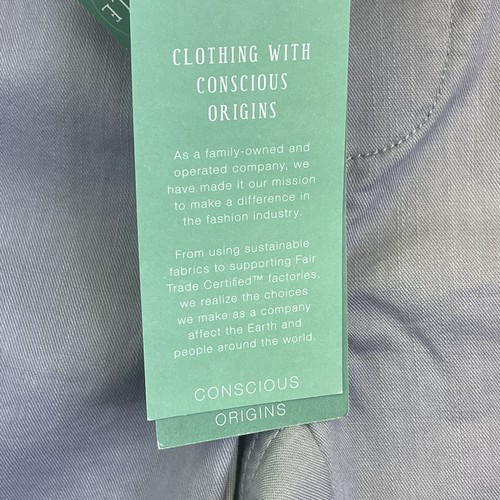 CLOTHING WITH
CONSCIOUS
ORIGINS
As a family-owned and
operated company, we
have made it our mission
to make a difference in
the fashion industry.
From using sustainable
fabrics to supporting Fair
Trade Certified™ factories,
we realize the choices
we make as a company
affect the Earth and
people around the world.
CONSCIOUS
ORIGINS